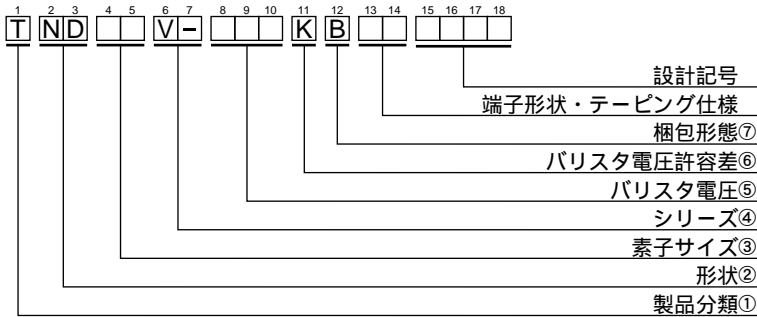 1 2 3 4 5 6 7 8 9 10 11 12 13 14 15 16 17 18
T N D V - K B
設計記号
端子形状・テーピング仕様
梱包形態⑦
バリスタ電圧許容差⑥
バリスタ電圧⑤
シリーズ④
素子サイズ③
形状②
製品分類①